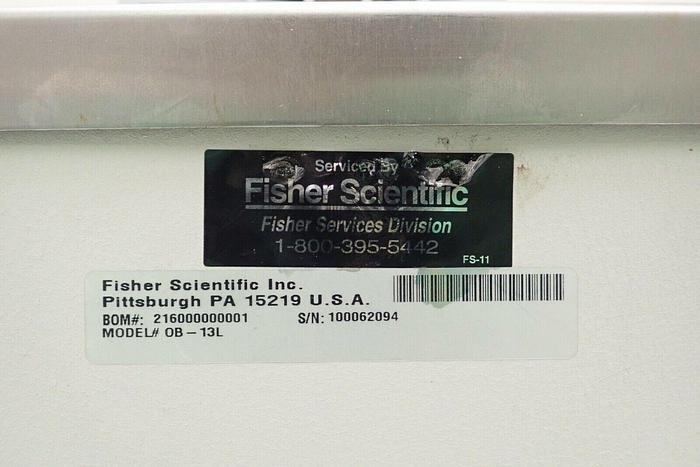 Serviced By
Fisher Scientific
Fisher Services Division
1-800-395-5442
FS-11
Fisher Scientific Inc.
Pittsburgh PA 15219 U.S.A.
BOM#: 216000000001 S/N: 100062094
MODEL# OB-13L